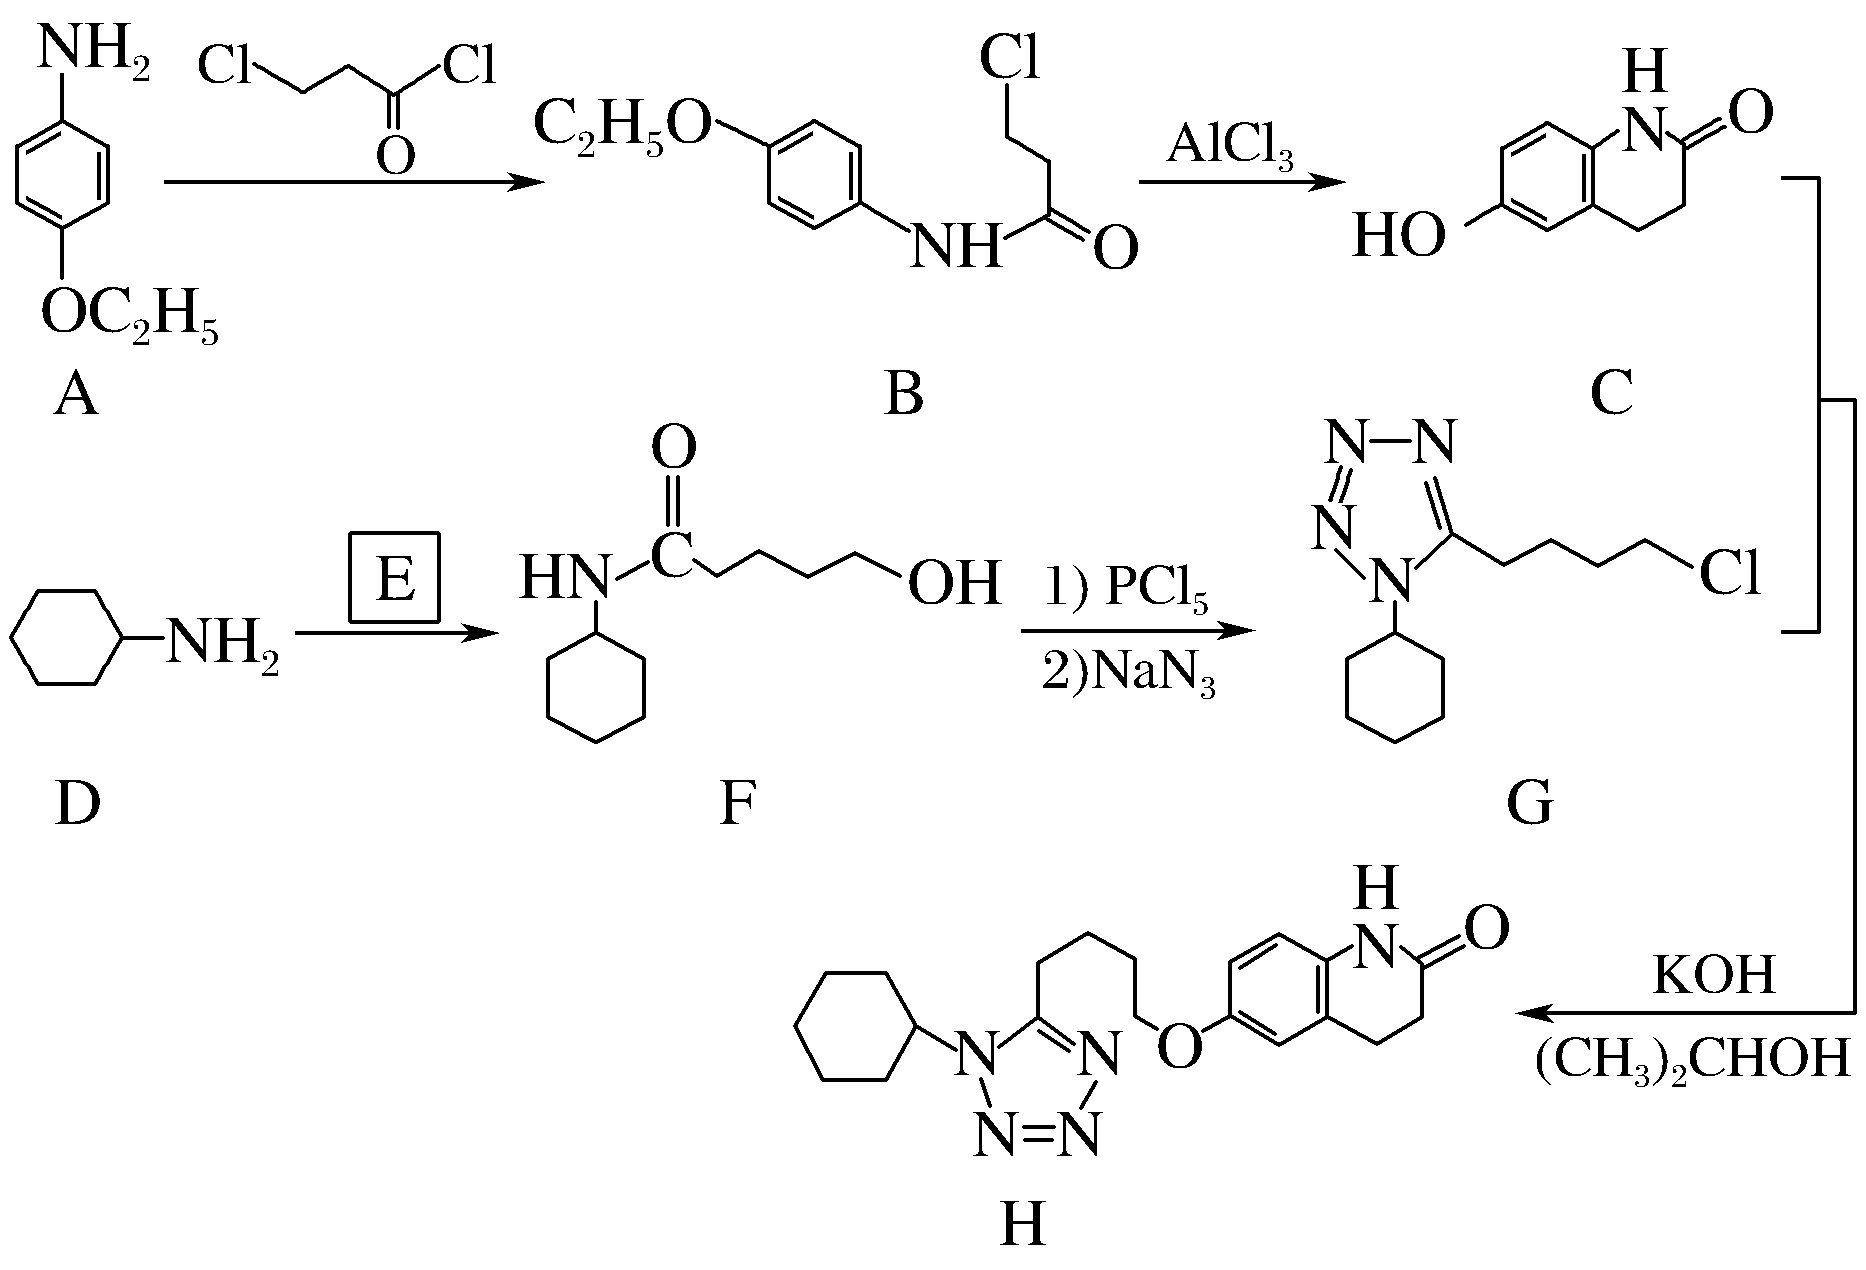 NH₂
Cl
Cl
O
OC₂H₅
A
C₂H₅O
Cl
NH
O
B
AlCl₃
H
N
O
HO
C
NH₂
D
E
O
HN
C
OH
F
1) PCl₅
2)NaN₃
N
N
N
N
Cl
G
H
N
O
O
N
N
N
N
H
KOH
(CH₃)₂CHOH